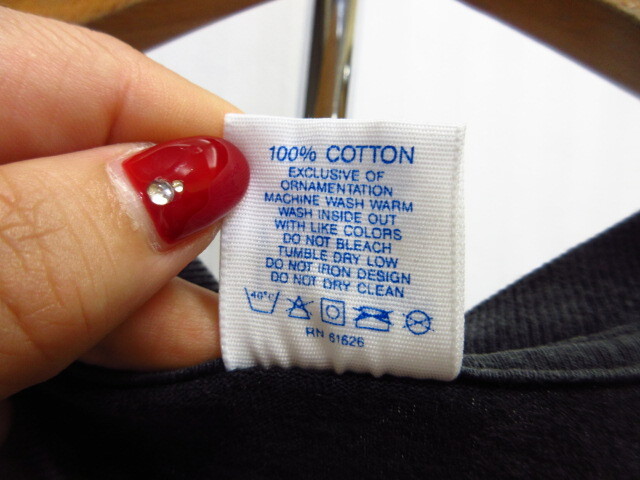 100% COTTON
EXCLUSIVE OF
ORNAMENTATION
MACHINE WASH WARM
WASH INSIDE OUT
WITH LIKE COLORS
DO NOT BLEACH
TUMBLE DRY LOW
DO NOT IRON DESIGN
DO NOT DRY CLEAN
40°C
RN 61626